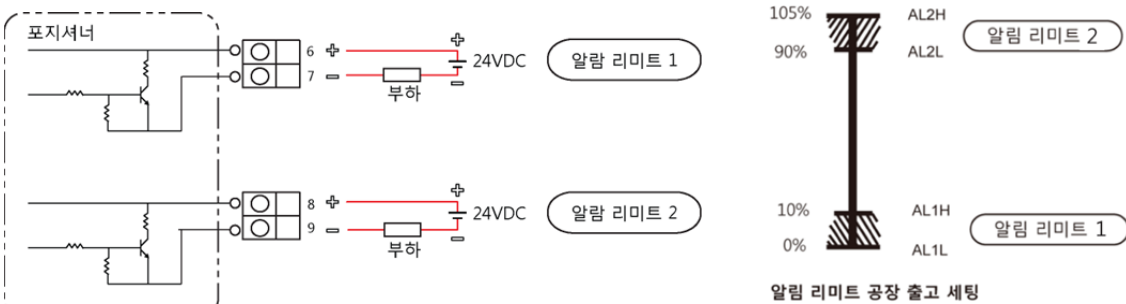 포지셔너
6
7
24VDC
부하
알람 리미트 1
8
9
24VDC
부하
알람 리미트 2
105%
AL2H
90%
AL2L
알림 리미트 2
10%
AL1H
0%
AL1L
알림 리미트 1
알림 리미트 공장 출고 세팅